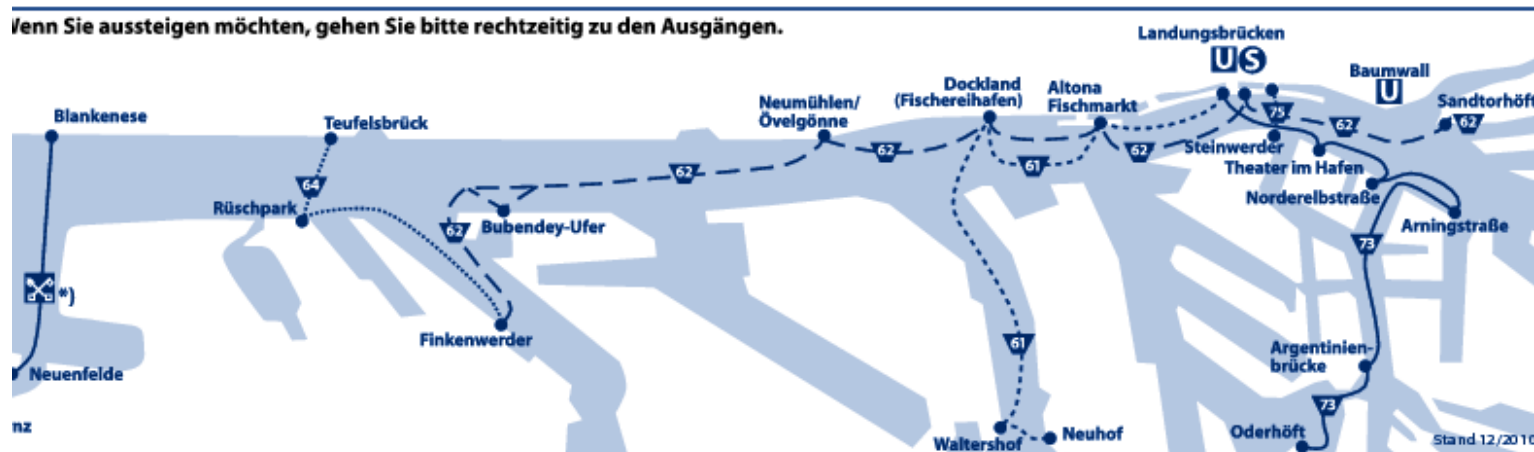 Wenn Sie aussteigen möchten, gehen Sie bitte rechtzeitig zu den Ausgängen.
Landungsbrücken
U S
Baumwall
U
Dockland
(Fischereihafen)
Altona
Fischmarkt
Neumühlen/
Övelgönne
Sandtorhöft
62
Blankenese
Teufelsbrück
75
62
62
62
61
62
Steinwerder
Theater im Hafen
64
Norderelbstraße
Rüschpark
Bubendey-Ufer
62
Arningstraße
73
*)
Finkenwerder
61
Argentinien-
brücke
Neuenfelde
73
nz
Waltershof
Neuhof
Oderhöft
Stand 12/2010